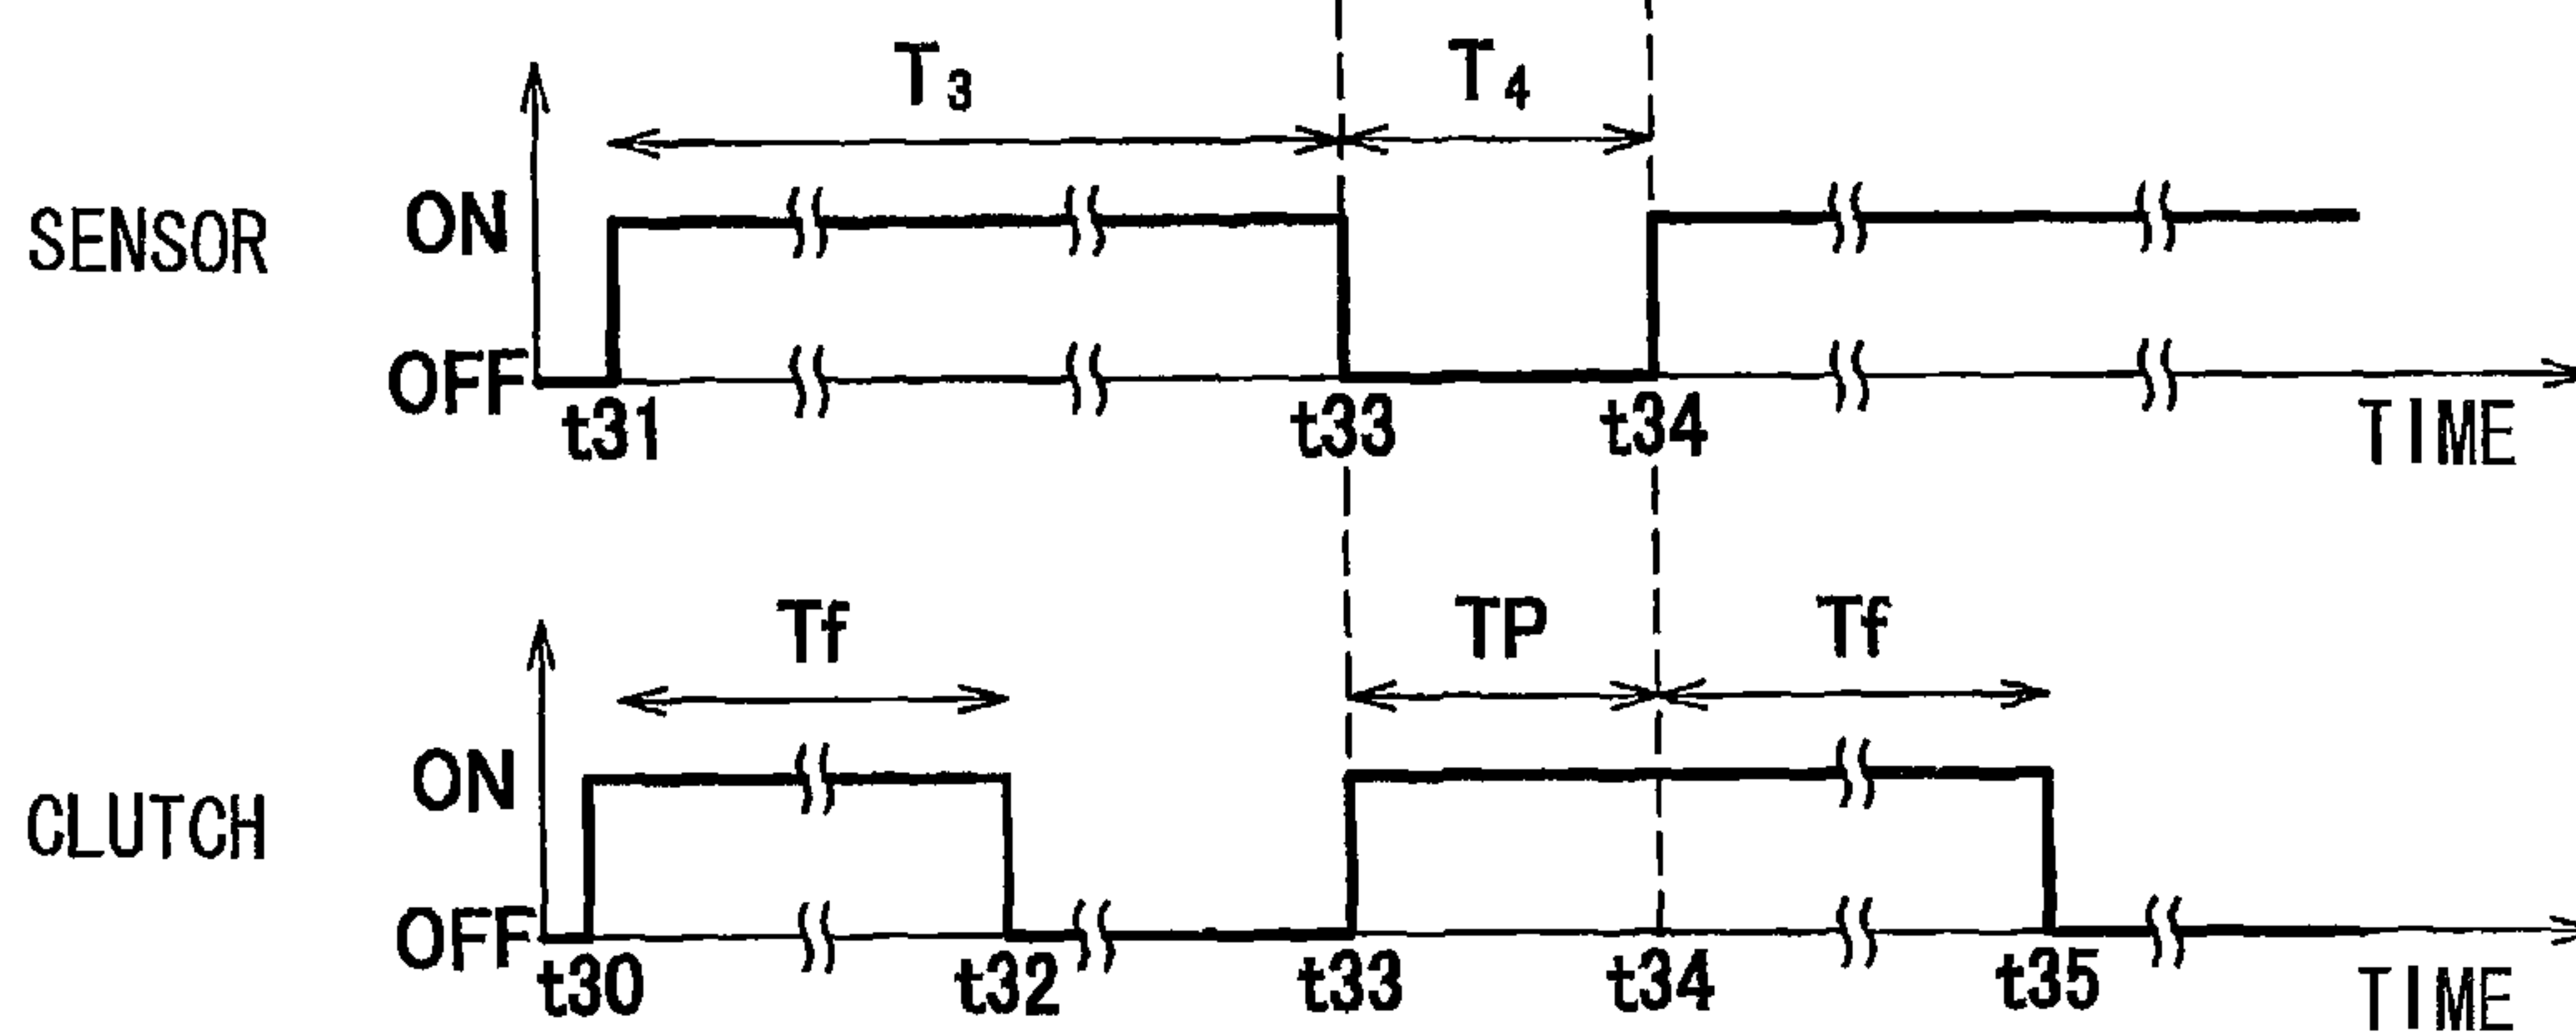 T3 T4
SENSOR ON
OFF
t31 t33 t34 TIME
Tf TP Tf
CLUTCH ON
OFF
t30 t32 t33 t34 t35 TIME